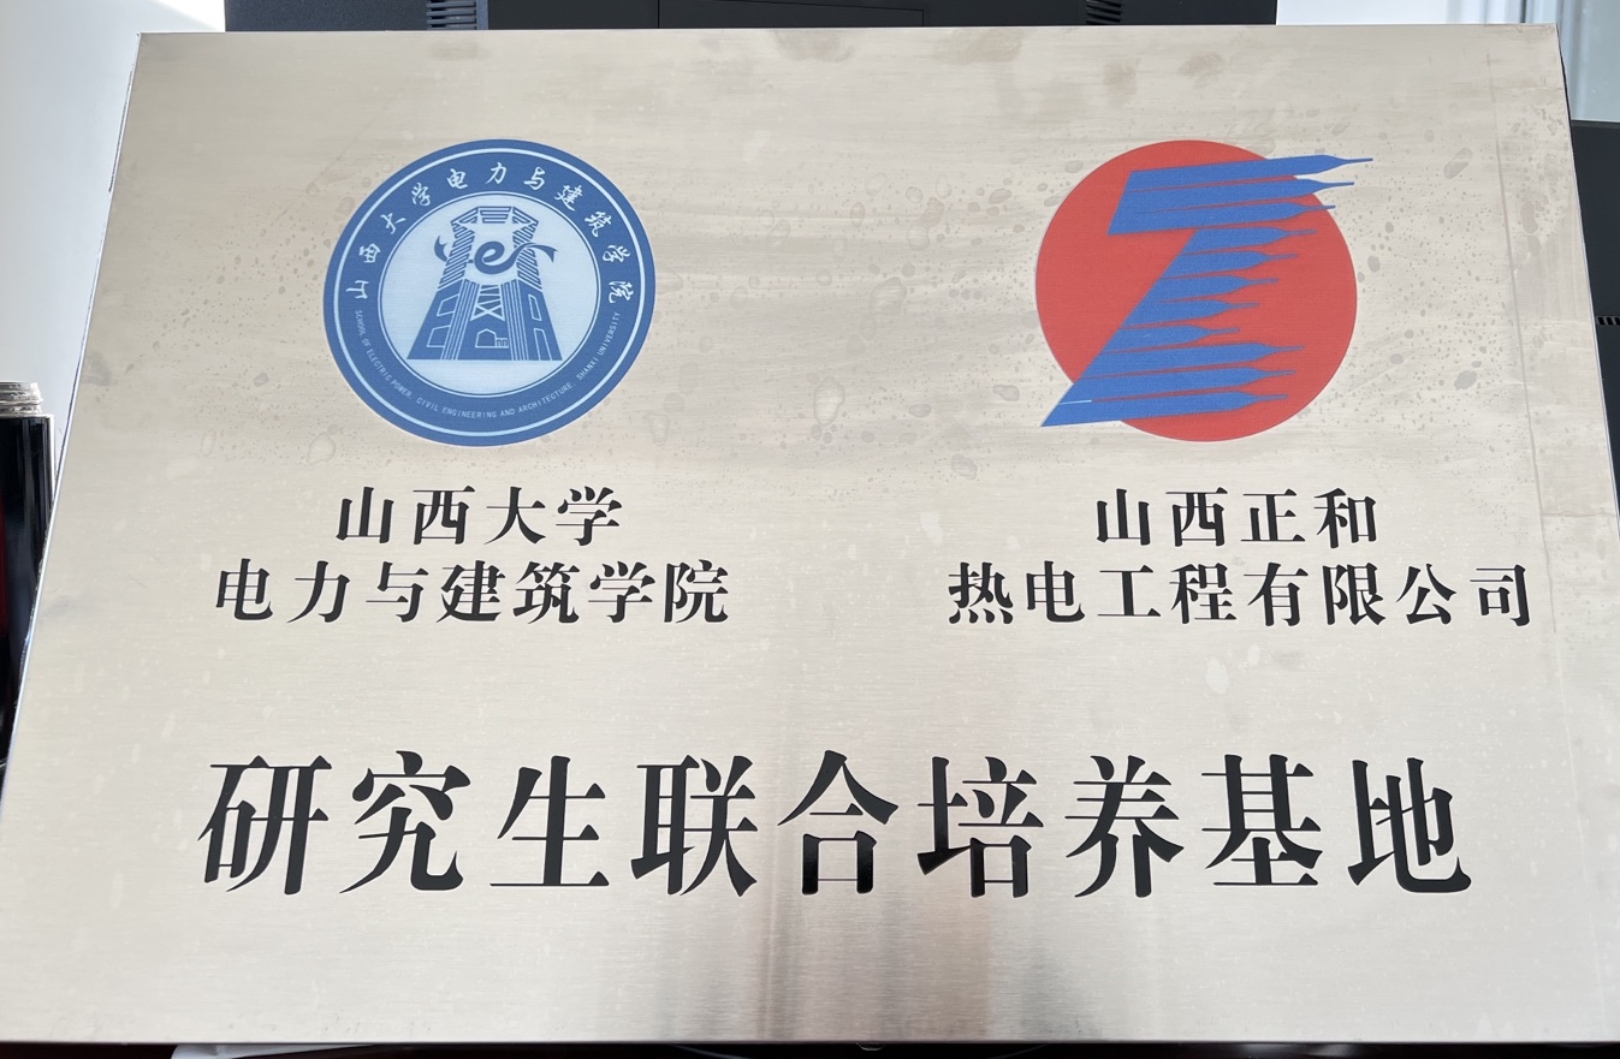 山西大学电力与建筑学院
SCHOOL OF ELECTRIC POWER, CIVIL ENGINEERING AND ARCHITECTURE, SHANXI UNIVERSITY
山西大学
电力与建筑学院
山西正和
热电工程有限公司
研究生联合培养基地